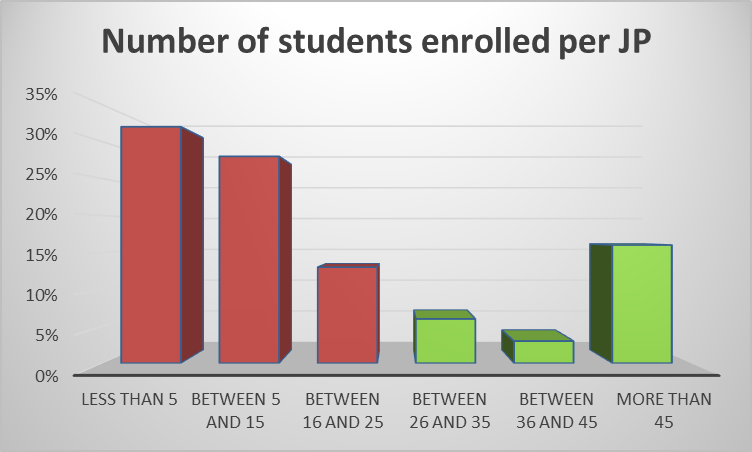 Number of students enrolled per JP
35%
30%
25%
20%
15%
10%
5%
0%
LESS THAN 5
BETWEEN 5
AND 15
BETWEEN
16 AND 25
BETWEEN
26 AND 35
BETWEEN
36 AND 45
MORE THAN
45